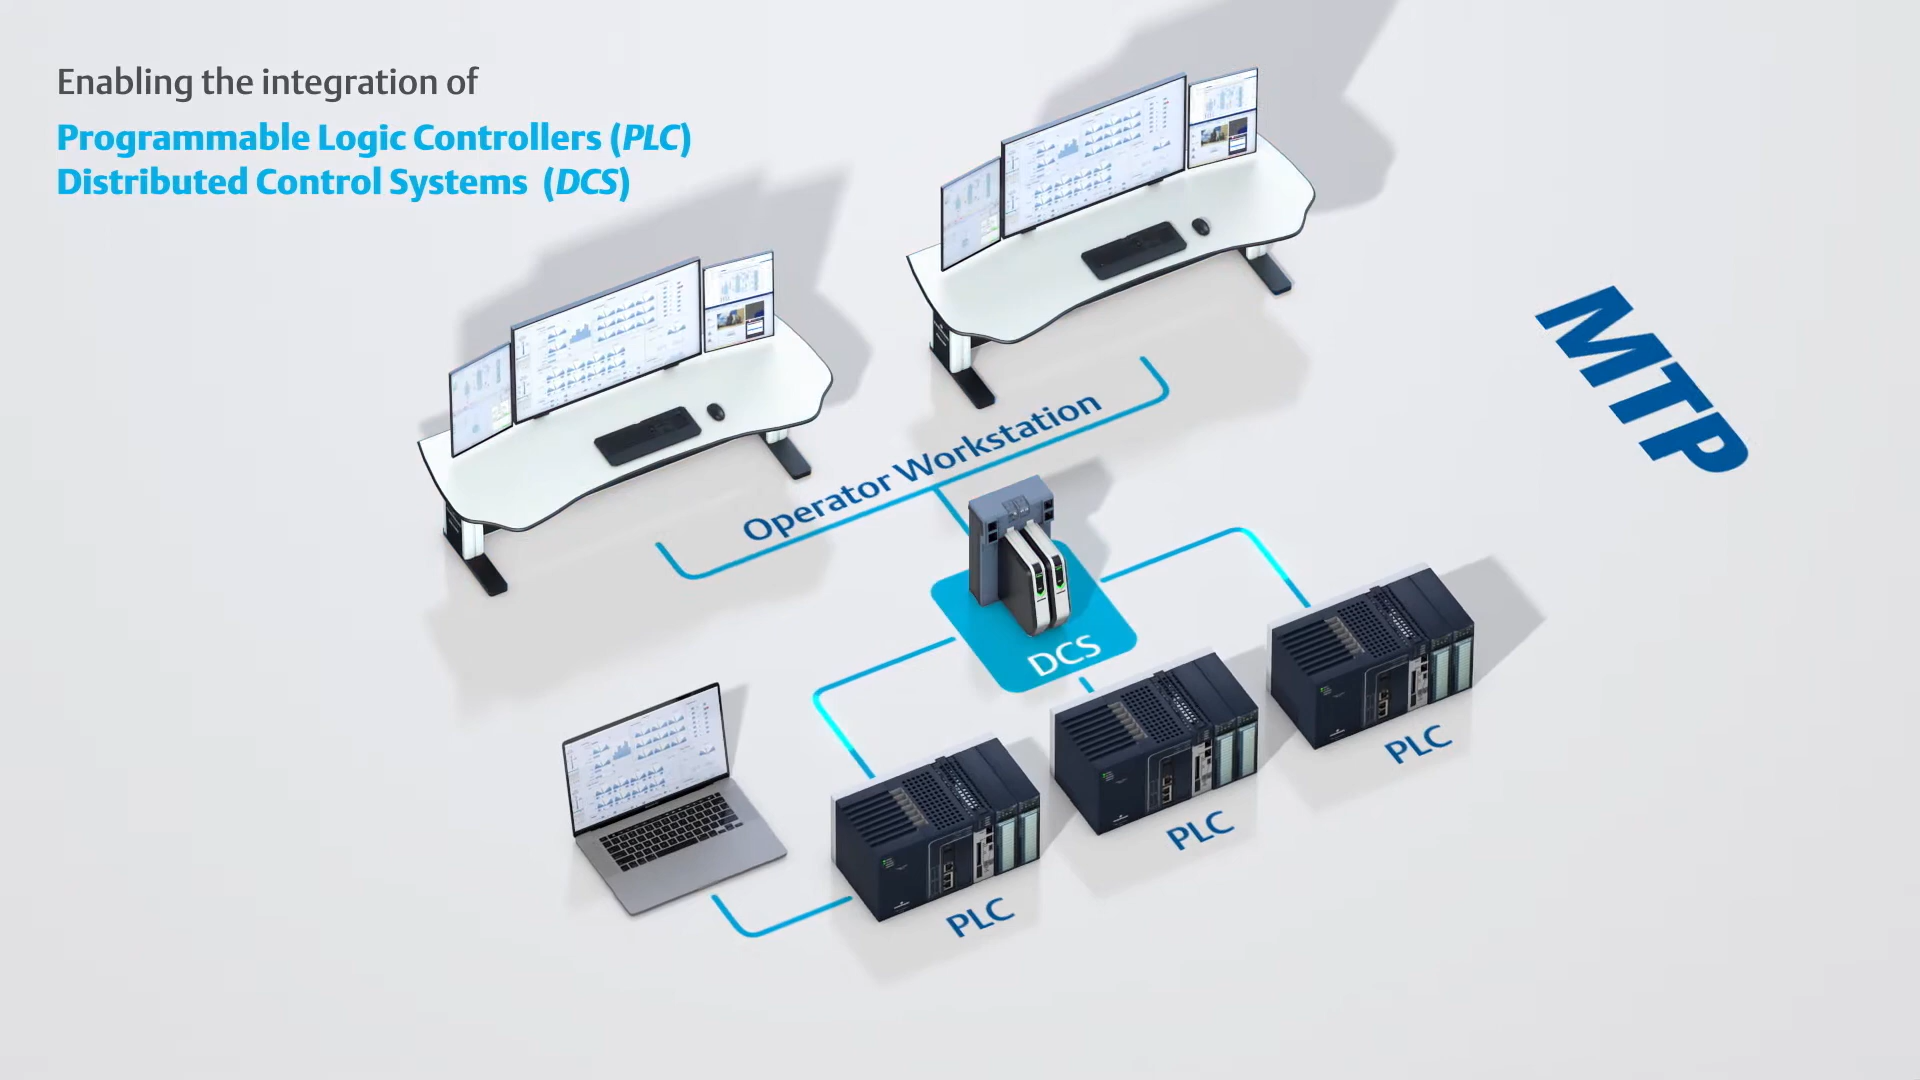 Enabling the integration of
Programmable Logic Controllers (PLC)
Distributed Control Systems (DCS)
MTP
Operator Workstation
DCS
PLC
PLC
PLC